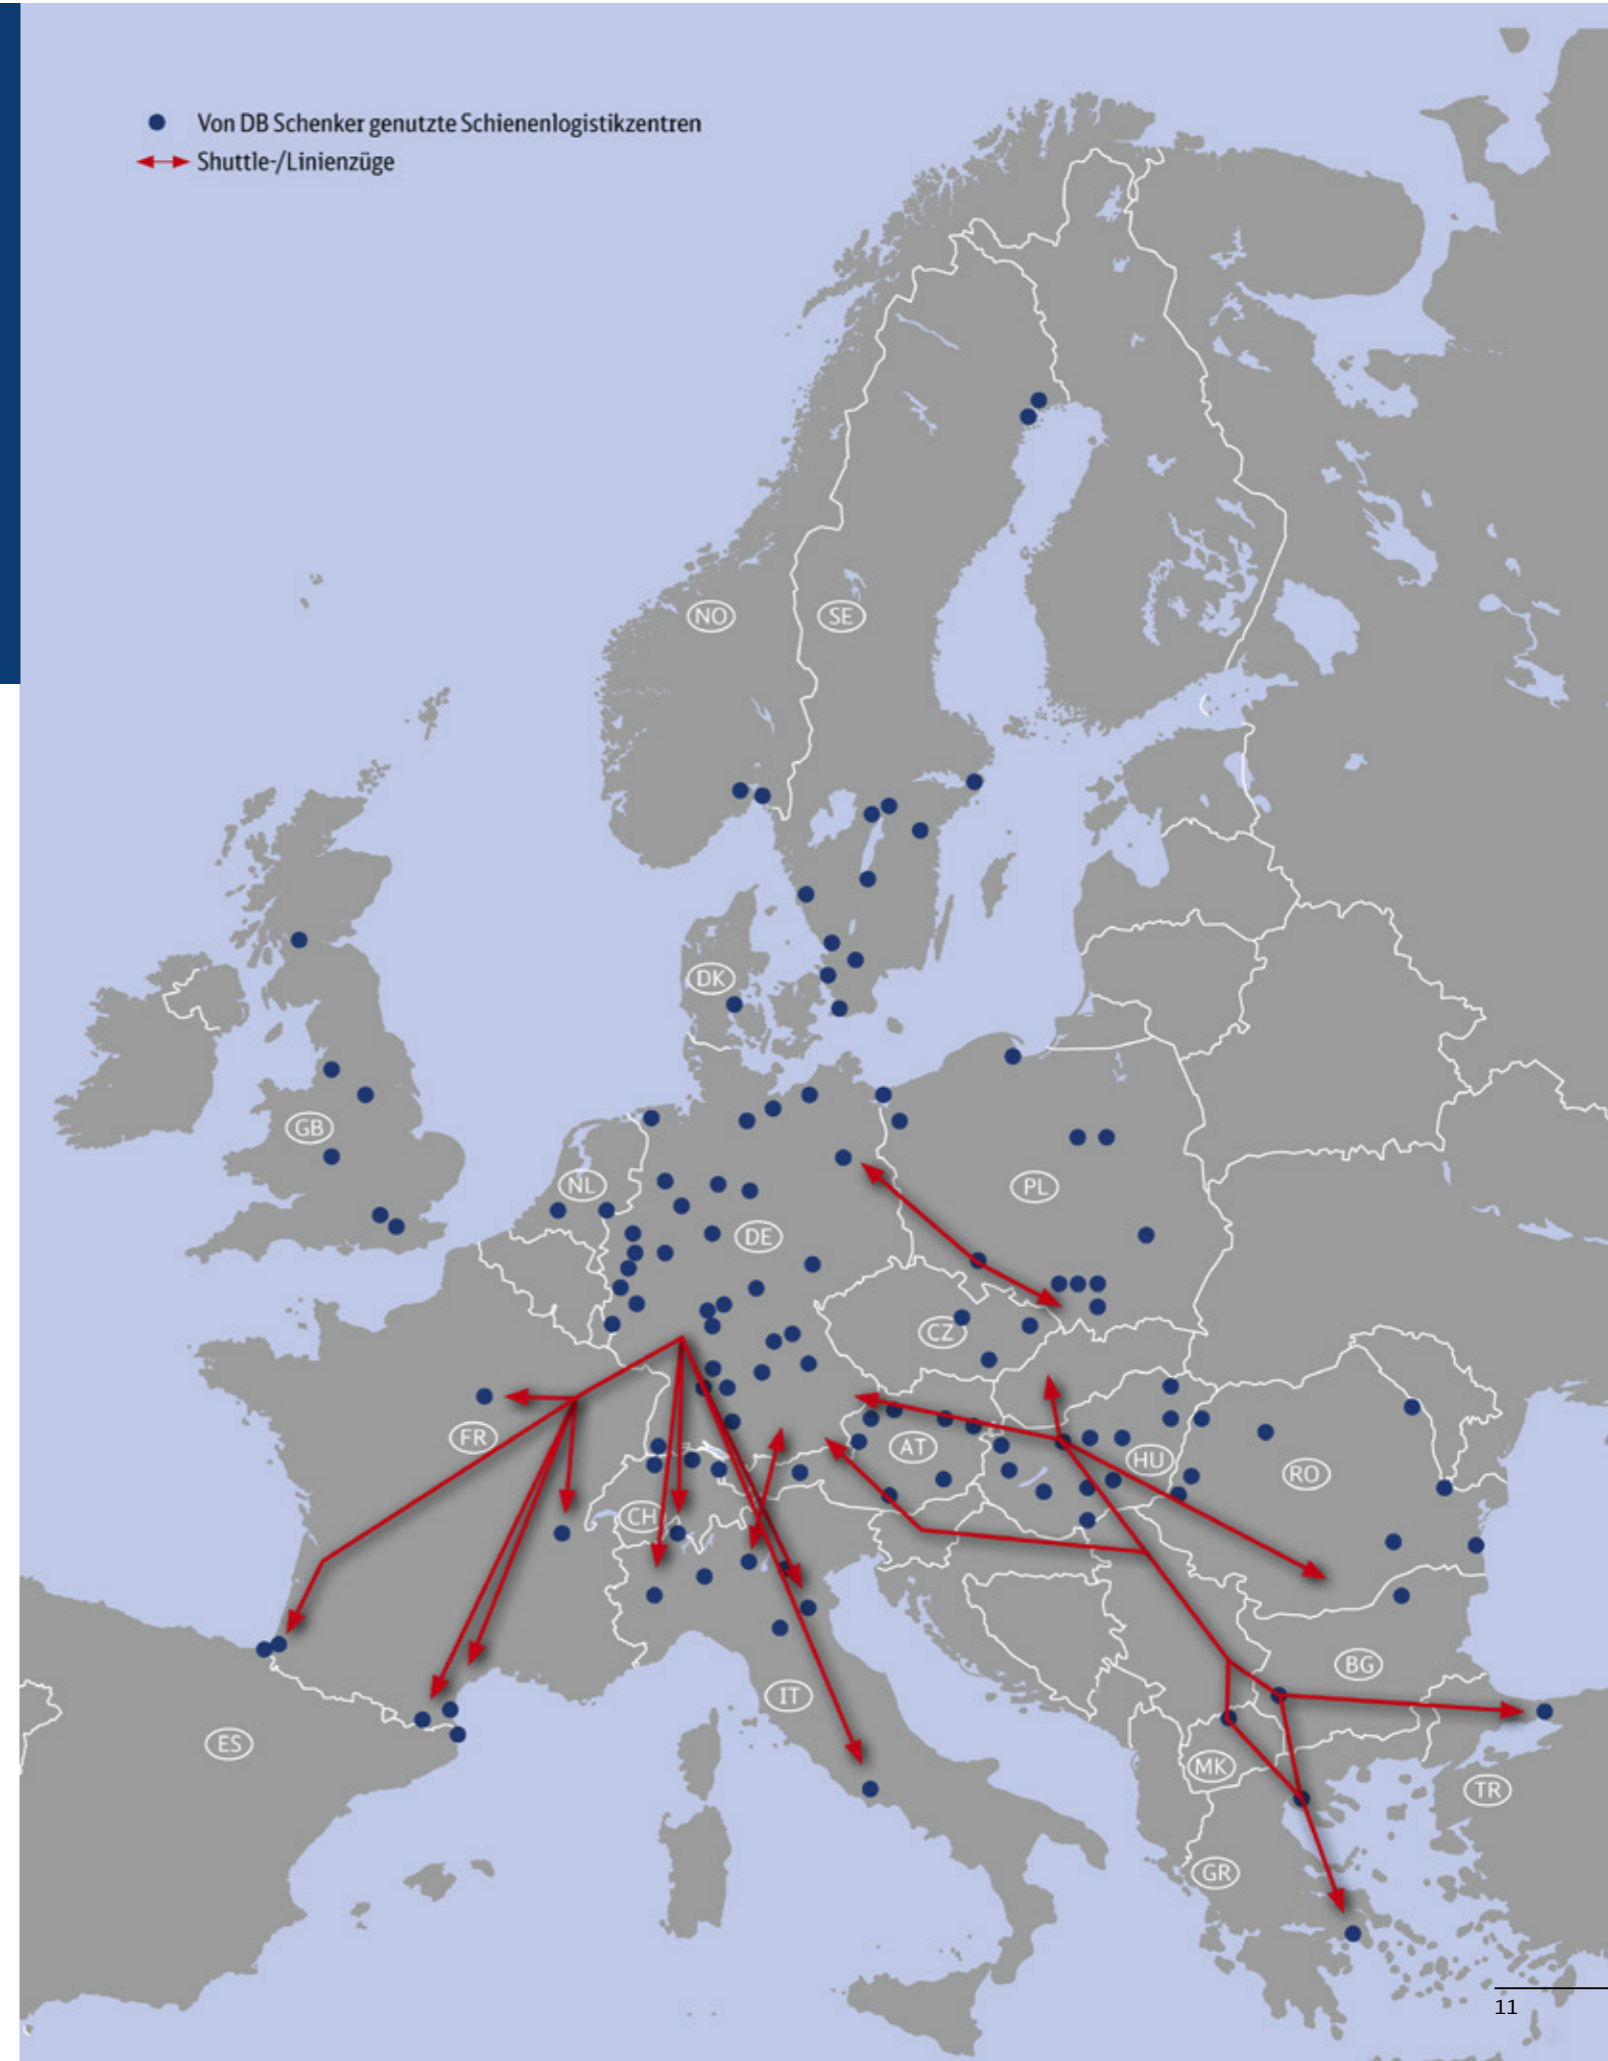 Von DB Schenker genutzte Schienenlogistikzentren
Shuttle-/Linienzüge
NO
SE
DK
GB
NL
PL
DE
CZ
FR
AT
HU
RO
CH
BG
IT
ES
MK
TR
GR
11